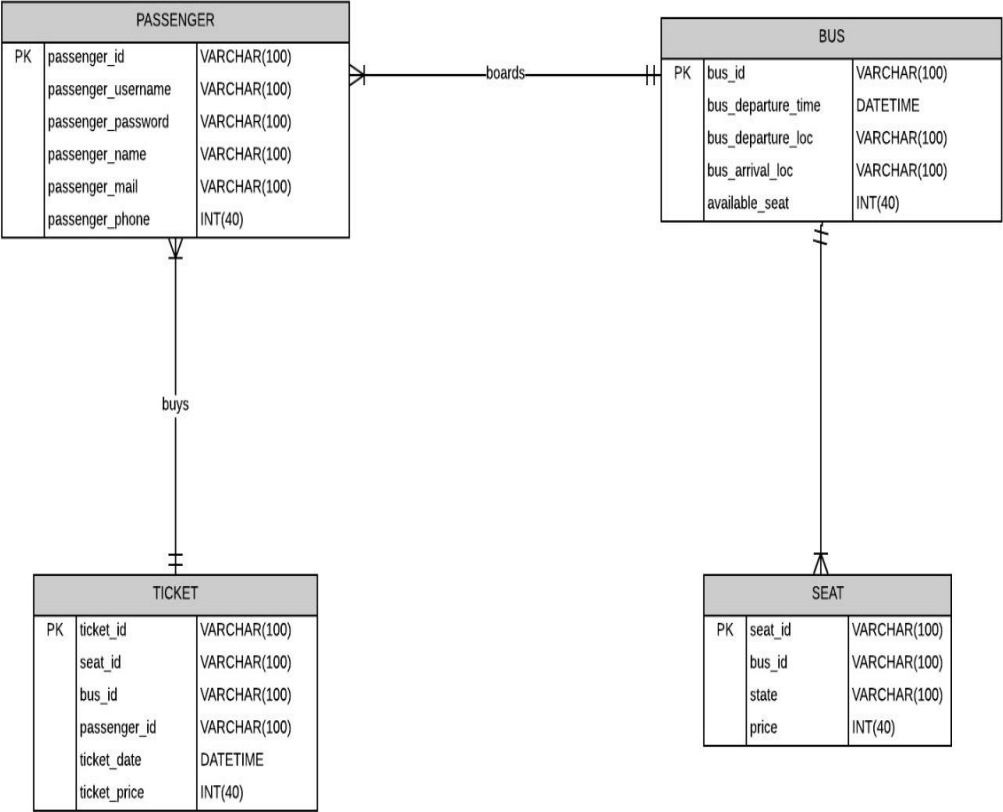 PASSENGER
PK passenger_id VARCHAR(100)
passenger_username VARCHAR(100)
passenger_password VARCHAR(100)
passenger_name VARCHAR(100)
passenger_mail VARCHAR(100)
passenger_phone INT(40)
boards
BUS
PK bus_id VARCHAR(100)
bus_departure_time DATETIME
bus_departure_loc VARCHAR(100)
bus_arrival_loc VARCHAR(100)
available_seat INT(40)
buys
TICKET
PK ticket_id VARCHAR(100)
seat_id VARCHAR(100)
bus_id VARCHAR(100)
passenger_id VARCHAR(100)
ticket_date DATETIME
ticket_price INT(40)
SEAT
PK seat_id VARCHAR(100)
bus_id VARCHAR(100)
state VARCHAR(100)
price INT(40)